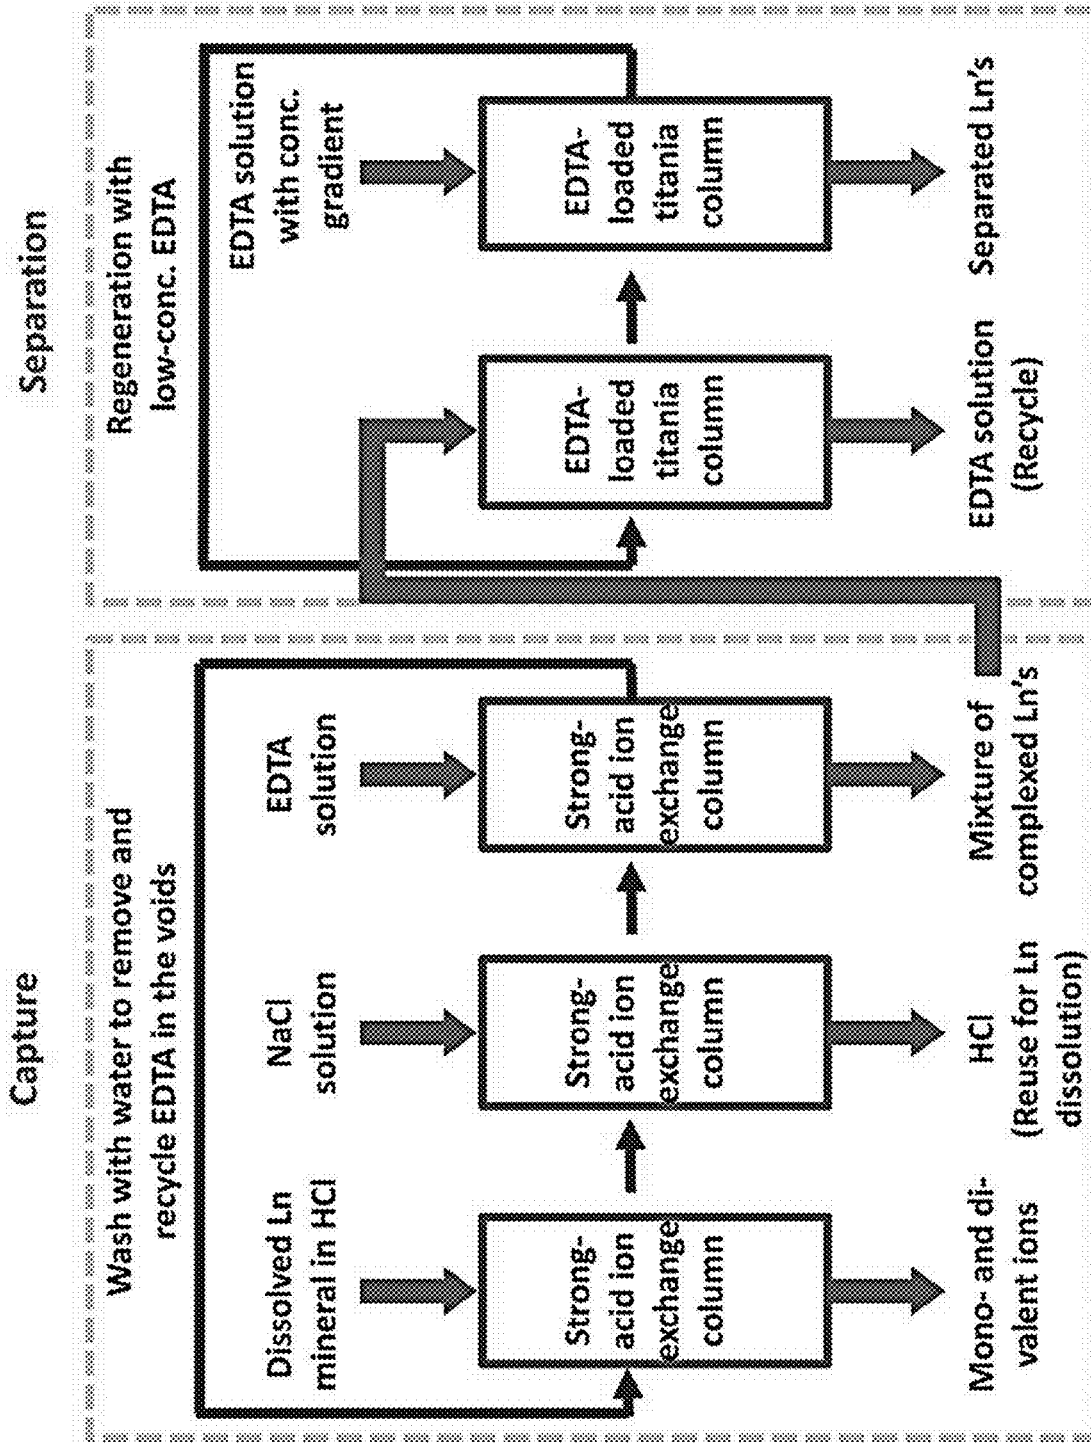 Capture
Wash with water to remove and
recycle EDTA in the voids
Dissolved Ln
mineral in HCl
NaCl
solution
EDTA
solution
Strong-
acid ion
exchange
column
Strong-
acid ion
exchange
column
Strong-
acid ion
exchange
column
Mono- and di-
valent ions
HCl
(Reuse for Ln
dissolution)
Mixture of
complexed Ln's
Separation
Regeneration with
low-conc. EDTA
EDTA solution
with conc.
gradient
EDTA-
loaded
titania
column
EDTA-
loaded
titania
column
EDTA solution
(Recycle)
Separated Ln's